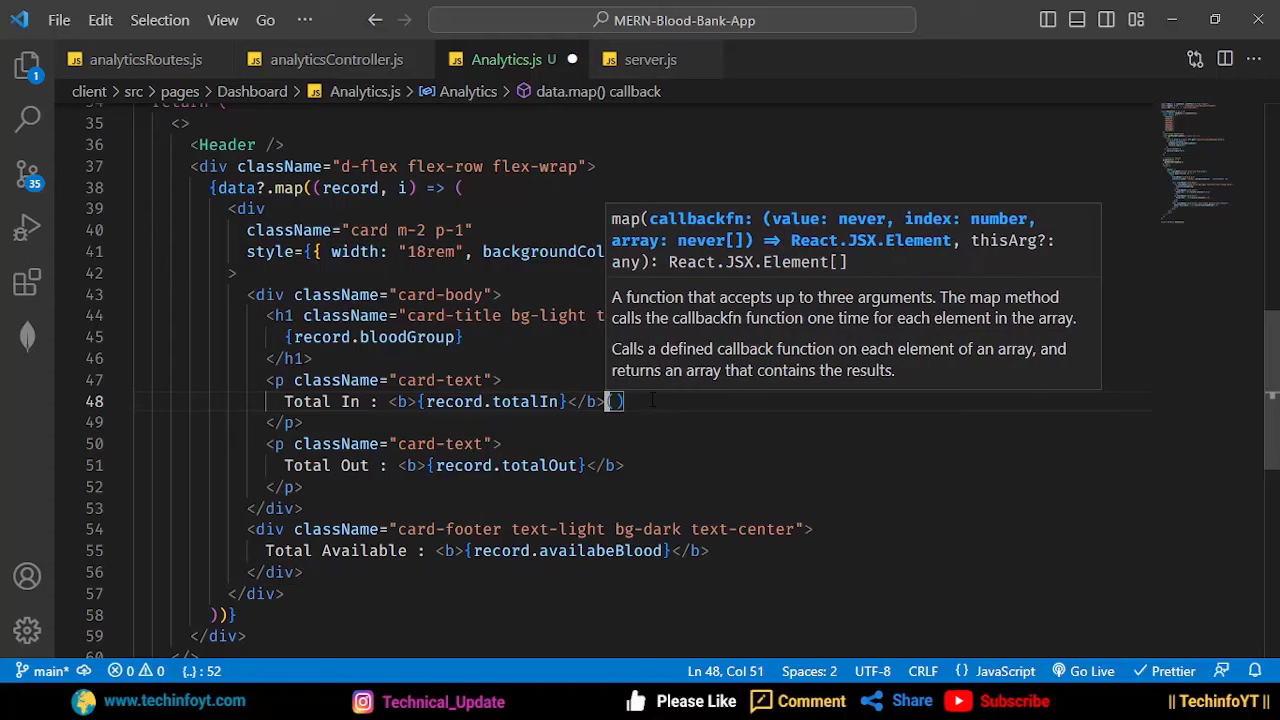 File Edit Selection View Go ··· MERN-Blood-Bank-App
analyticsRoutes.js analyticsController.js Analytics.js U server.js
client > src > pages > Dashboard > Analytics.js > Analytics > data.map() callback
return (
35 <>
36 <Header />
37 <div className="d-flex flex-row flex-wrap">
38 {data?.map((record, i) => (
39 <div
40 className="card m-2 p-1"
41 style={{ width: "18rem", backgroundCol
42 >
43 <div className="card-body">
44 <h1 className="card-title bg-light t
45 {record.bloodGroup}
46 </h1>
47 <p className="card-text">
48 Total In : <b>{record.totalIn}</b>()
49 </p>
50 <p className="card-text">
51 Total Out : <b>{record.totalOut}</b>
52 </p>
53 </div>
54 <div className="card-footer text-light bg-dark text-center">
55 Total Available : <b>{record.availabeBlood}</b>
56 </div>
57 </div>
58 ))}
59 </div>
60 </>
map(callbackfn: (value: never, index: number,
array: never[]) => React.JSX.Element, thisArg?:
any): React.JSX.Element[]
A function that accepts up to three arguments. The map method
calls the callbackfn function one time for each element in the array.
Calls a defined callback function on each element of an array, and
returns an array that contains the results.
1
35
main* 0 0 {..} : 52 Ln 48, Col 51 Spaces: 2 UTF-8 CRLF {} JavaScript Go Live Prettier
www.techinfoyt.com Technical_Update Please Like Comment Share Subscribe || TechinfoYT ||